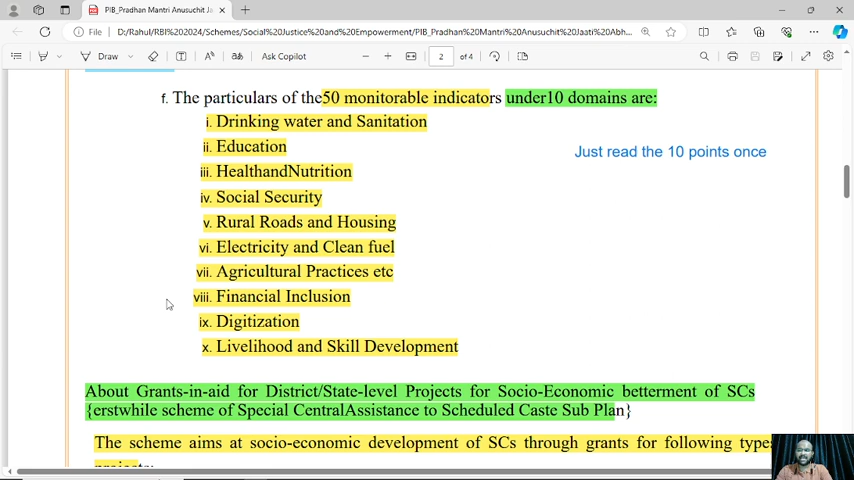 PIB_Pradhan Mantri Anusuchit Ja
File D:/Rahul/RBI%202024/Schemes/Social%20Justice%20and%20Empowerment/PIB_Pradhan%20Mantri%20Anusuchit%20Jaati%20Abh...
Draw Ask Copilot 2 of 4
f. The particulars of the50 monitorable indicators under10 domains are:
i. Drinking water and Sanitation
ii. Education
Just read the 10 points once
iii. HealthandNutrition
iv. Social Security
v. Rural Roads and Housing
vi. Electricity and Clean fuel
vii. Agricultural Practices etc
viii. Financial Inclusion
ix. Digitization
x. Livelihood and Skill Development
About Grants-in-aid for District/State-level Projects for Socio-Economic betterment of SCs
{erstwhile scheme of Special CentralAssistance to Scheduled Caste Sub Plan}
The scheme aims at socio-economic development of SCs through grants for following types